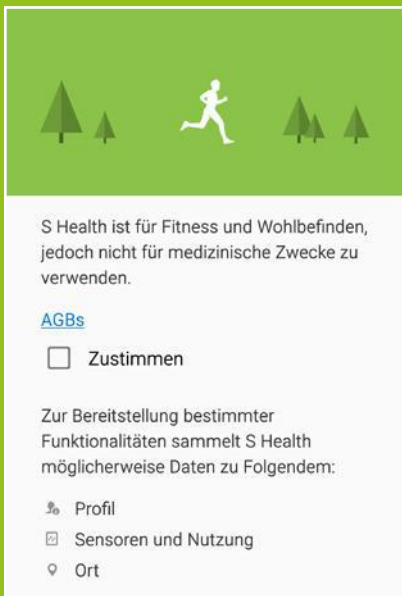 S Health ist für Fitness und Wohlbefinden,
jedoch nicht für medizinische Zwecke zu
verwenden.
AGBs
Zustimmen
Zur Bereitstellung bestimmter
Funktionalitäten sammelt S Health
möglicherweise Daten zu Folgendem:
Profil
Sensoren und Nutzung
Ort